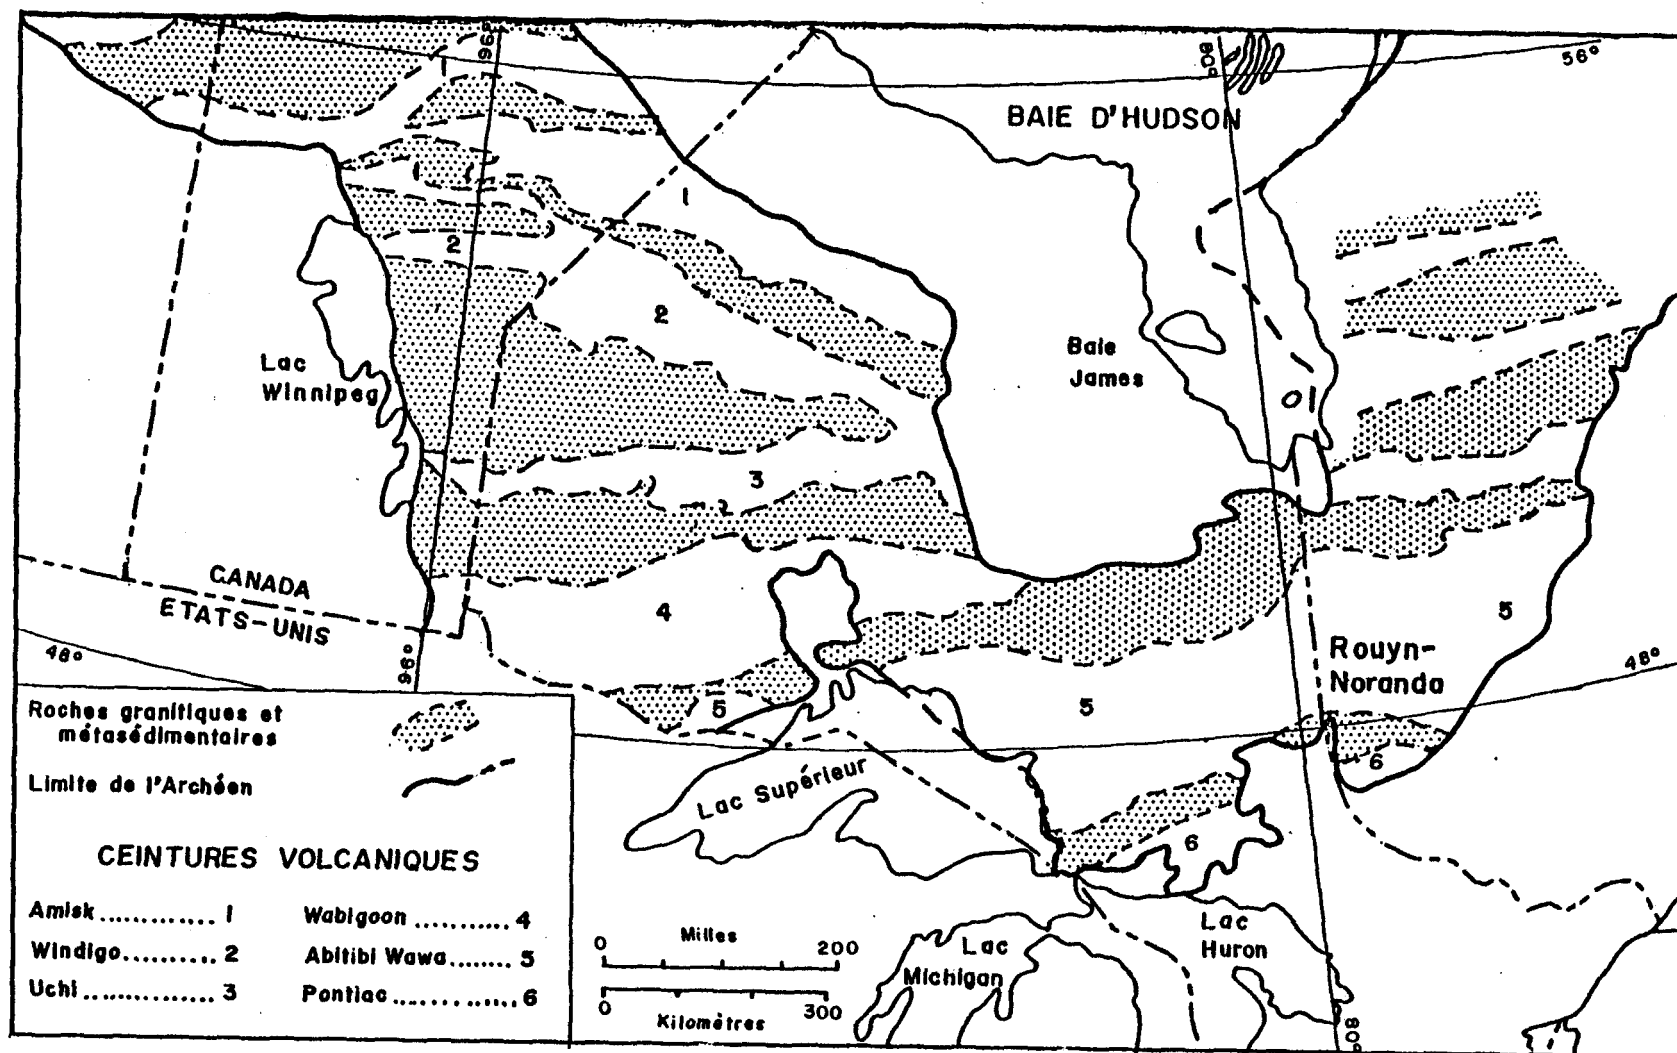 96°
80°
56°
BAIE D'HUDSON
1
1
2
2
Lac
Winnipeg
Baie
James
3
CANADA
ETATS-UNIS
4
5
48°
96°
Rouyn-
Noranda
48°
5
5
6
Lac Supérieur
6
Roches granitiques et
métasédimentaires
Limite de l'Archéen
CEINTURES VOLCANIQUES
Amisk ............. 1
Windigo.......... 2
Uchi .............. 3
Wabigoon .......... 4
Abitibi Wawa........ 5
Pontiac ............. 6
0 Milles 200
0 Kilomètres 300
Lac
Michigan
Lac
Huron
80°